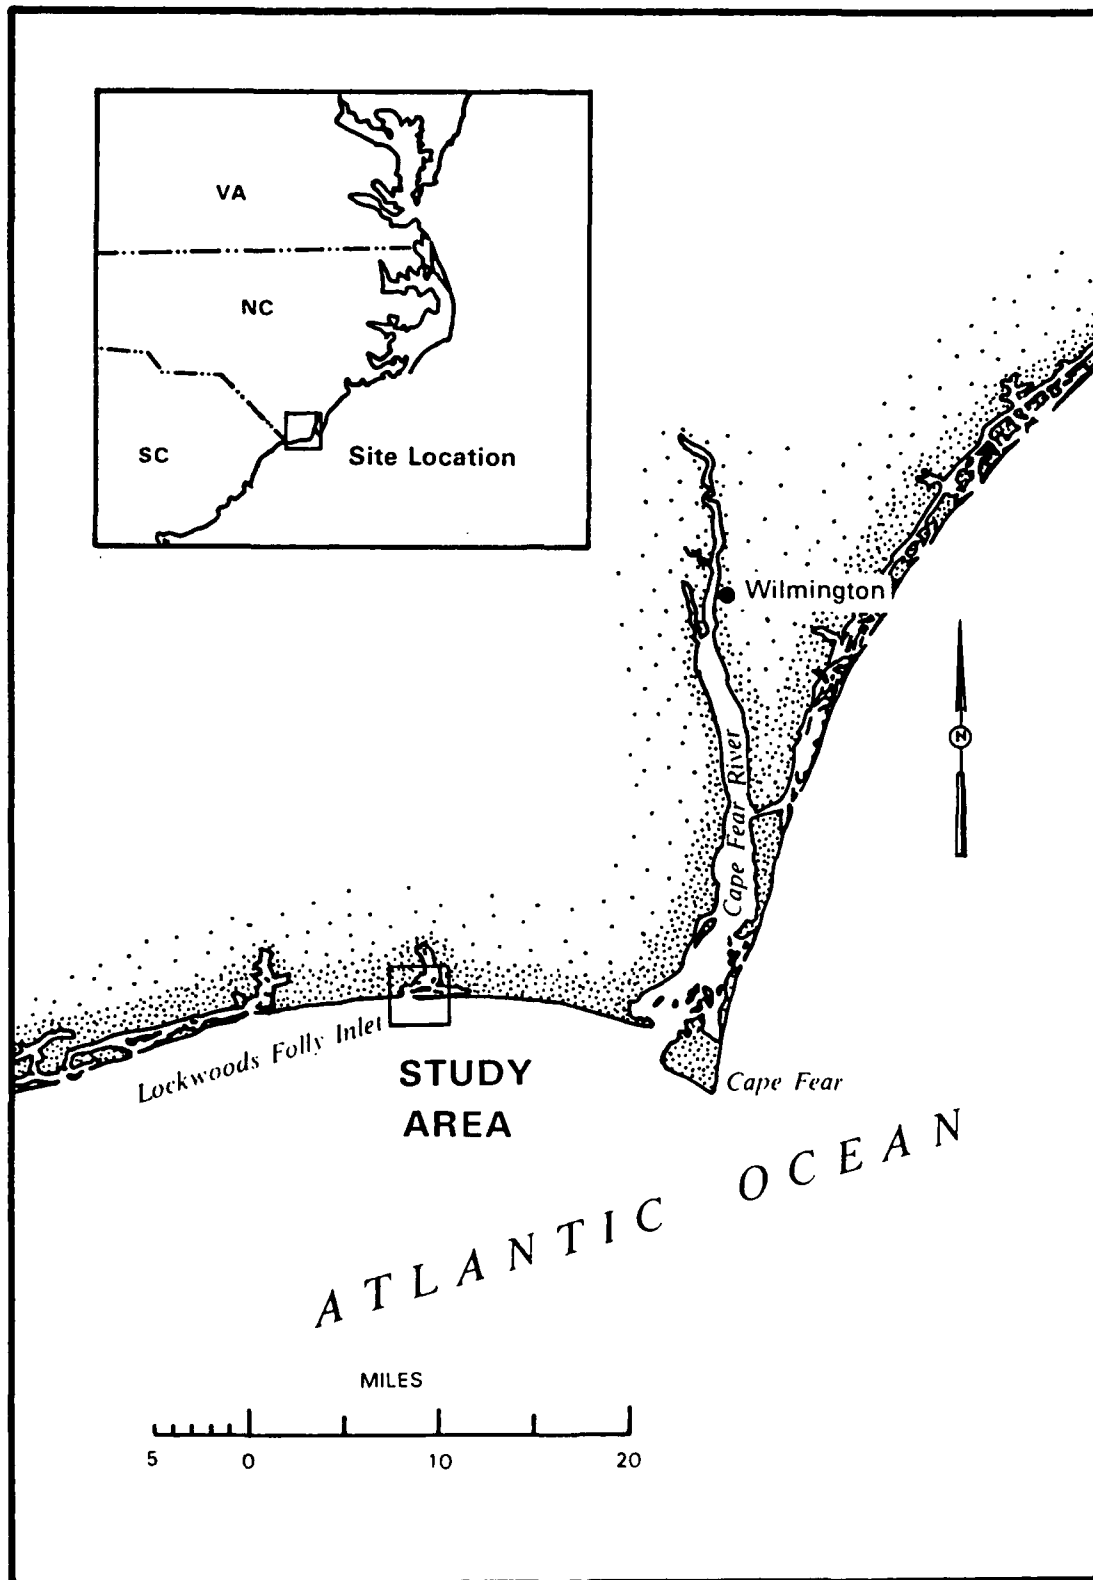 VA
NC
SC
Site Location
Wilmington
N
Cape Fear River
Lockwoods Folly Inlet
STUDY
AREA
Cape Fear
ATLANTIC OCEAN
MILES
5 0 10 20